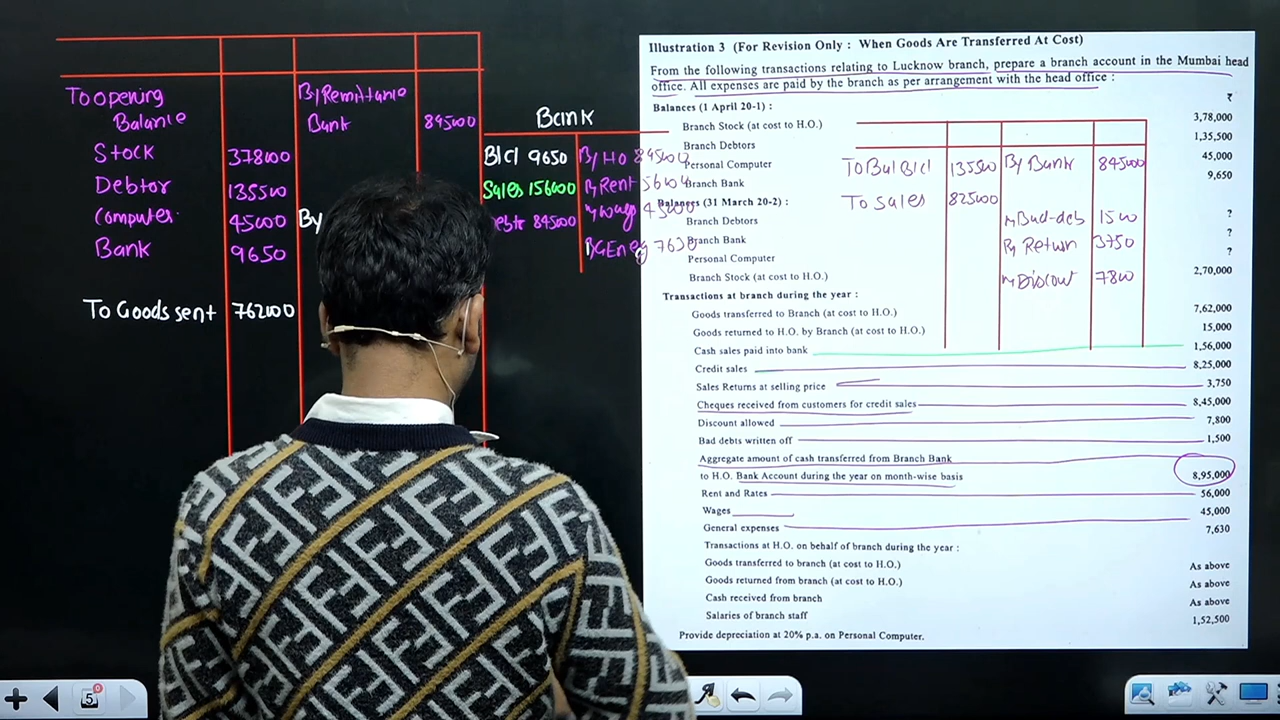 To opening
Balance
Stock 378000
Debtor 135500
Computer 45000
Bank 9650
To Goods sent 762000
By Remittance
Bank 895000
By
Bank
Blcl 9650
Sales 156000
845000
By HO 895000
By Rent 5600
By wages 45000
7630
Illustration 3 (For Revision Only : When Goods Are Transferred At Cost)
From the following transactions relating to Lucknow branch, prepare a branch account in the Mumbai head
office. All expenses are paid by the branch as per arrangement with the head office :
₹
Balances (1 April 20-1) :
Branch Stock (at cost to H.O.) 3,78,000
Branch Debtors 1,35,500
Personal Computer 45,000
Branch Bank 9,650
Balances (31 March 20-2) :
Branch Debtors ?
Branch Bank ?
Personal Computer ?
Branch Stock (at cost to H.O.) 2,70,000
To Bal Blcl 135500 By Bank 845000
To Sales 825000
By Bad-deb 1500
By Return 3750
By Discout 7800
Transactions at branch during the year :
Goods transferred to Branch (at cost to H.O.) 7,62,000
Goods returned to H.O. by Branch (at cost to H.O.) 15,000
Cash sales paid into bank 1,56,000
Credit sales 8,25,000
Sales Returns at selling price 3,750
Cheques received from customers for credit sales 8,45,000
Discount allowed 7,800
Bad debts written off 1,500
Aggregate amount of cash transferred from Branch Bank
to H.O. Bank Account during the year on month-wise basis 8,95,000
Rent and Rates 56,000
Wages 45,000
General expenses 7,630
Transactions at H.O. on behalf of branch during the year :
Goods transferred to branch (at cost to H.O.) As above
Goods returned from branch (at cost to H.O.) As above
Cash received from branch As above
Salaries of branch staff 1,52,500
Provide depreciation at 20% p.a. on Personal Computer.
5